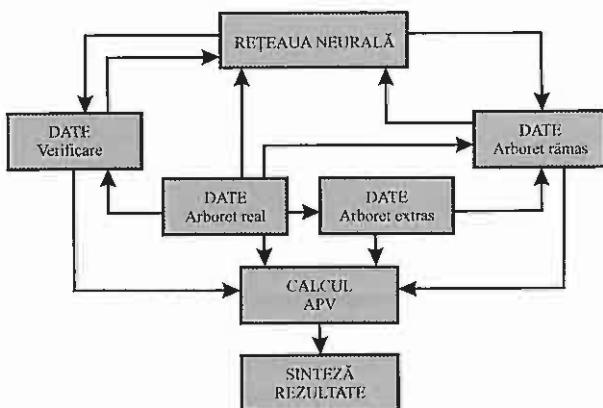 REȚEAUA NEURALĂ
DATE
Verificare
DATE
Arboret rămas
DATE
Arboret real
DATE
Arboret extras
CALCUL
APV
SINTEZĂ
REZULTATE